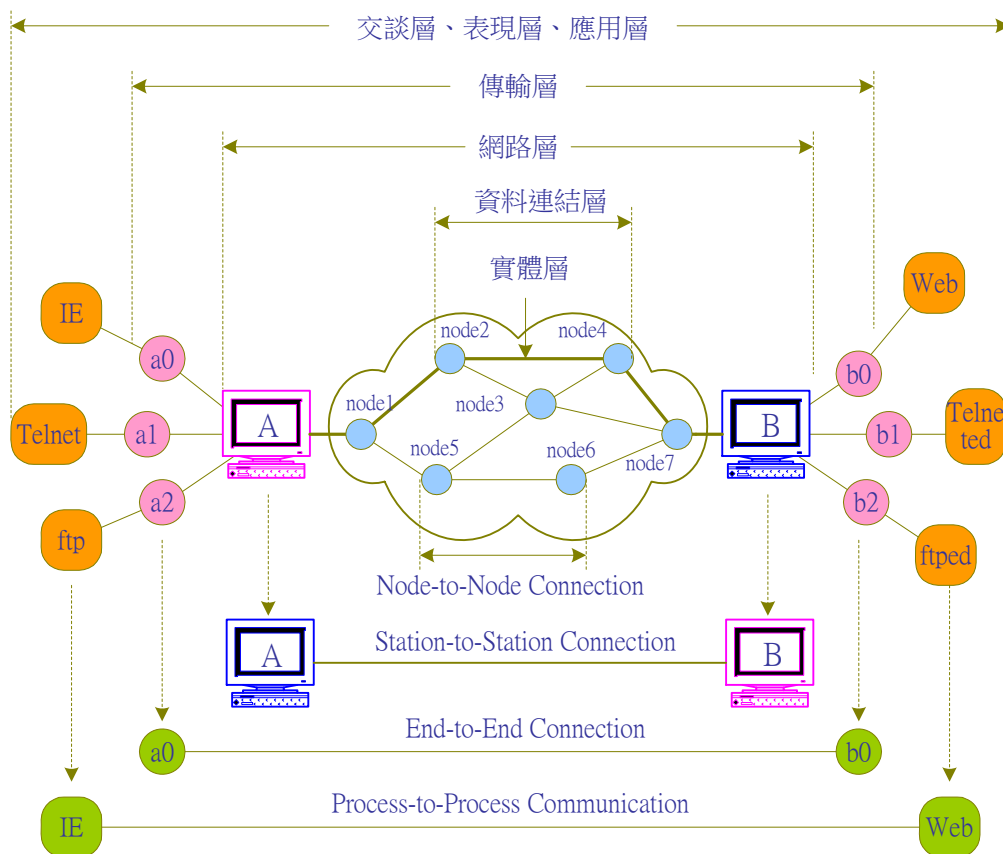 交談層、表現層、應用層
傳輸層
網路層
資料連結層
實體層
IE
Web
node2
node4
a0
b0
node1
node3
A
B
Telnet
a1
b1
Telne
ted
node5
node6
node7
a2
b2
ftp
ftped
Node-to-Node Connection
A
Station-to-Station Connection
B
a0
End-to-End Connection
b0
IE
Process-to-Process Communication
Web